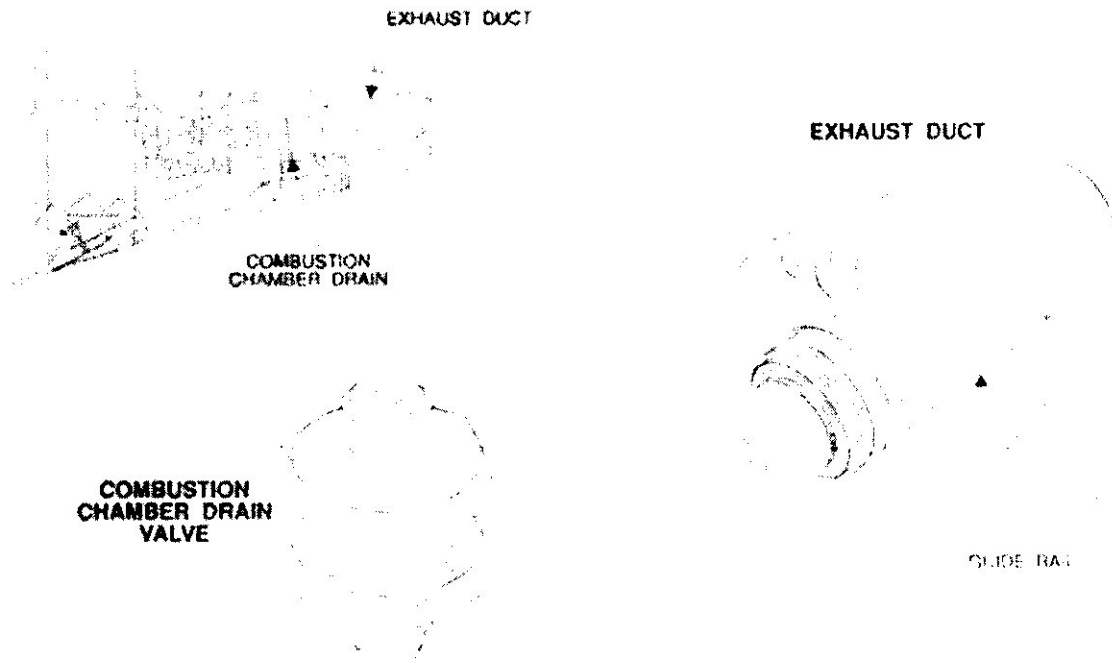 EXHAUST DUCT
EXHAUST DUCT
COMBUSTION
CHAMBER DRAIN
COMBUSTION
CHAMBER DRAIN
VALVE